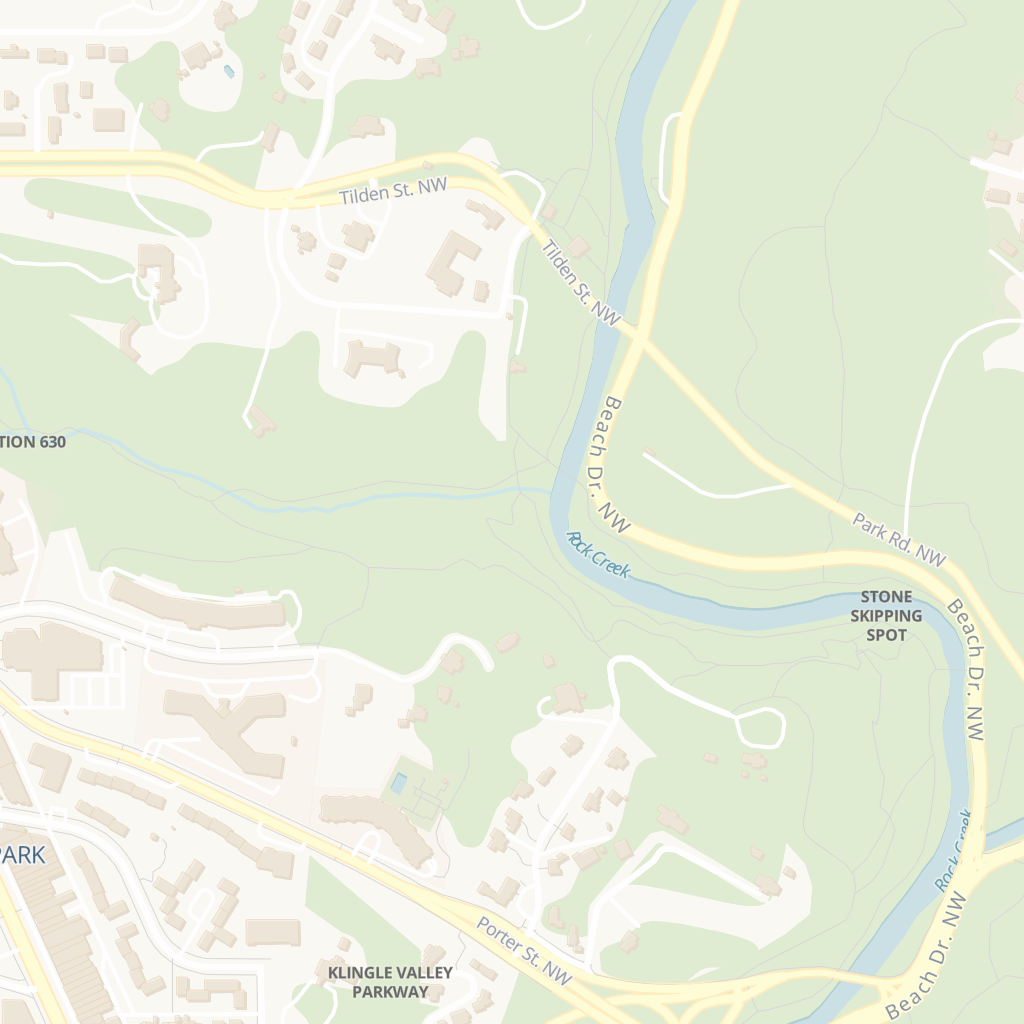 Tilden St. NW
Tilden St. NW
Beach Dr. NW
TION 630
Park Rd. NW
Rock Creek
STONE
SKIPPING
SPOT
Beach Dr. NW
Rock Creek
PARK
Porter St. NW
Beach Dr. NW
KLINGLE VALLEY
PARKWAY